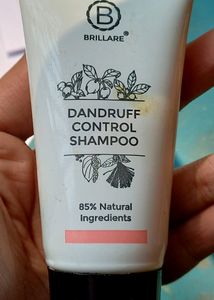 B
BRILLARE®
DANDRUFF
CONTROL
SHAMPOO
85% Natural
Ingredients